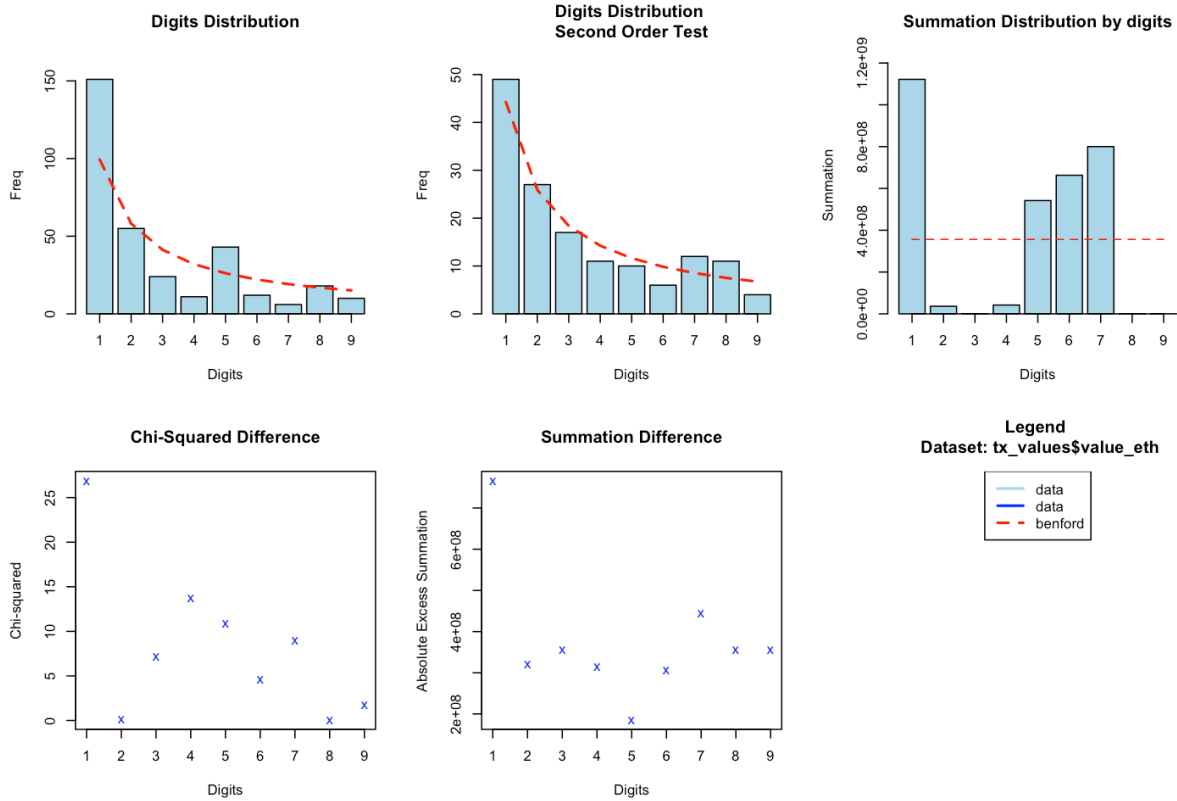 Digits Distribution
Freq
0 50 100 150
1 2 3 4 5 6 7 8 9
Digits
Digits Distribution
Second Order Test
Freq
0 10 20 30 40 50
1 2 3 4 5 6 7 8 9
Digits
Summation Distribution by digits
Summation
0.0e+00 4.0e+08 8.0e+08 1.2e+09
1 2 3 4 5 6 7 8 9
Digits
Chi-Squared Difference
Chi-squared
0 5 10 15 20 25
1 2 3 4 5 6 7 8 9
Digits
Summation Difference
Absolute Excess Summation
2e+08 4e+08 6e+08
1 2 3 4 5 6 7 8 9
Digits
Legend
Dataset: tx_values$value_eth
data
data
benford